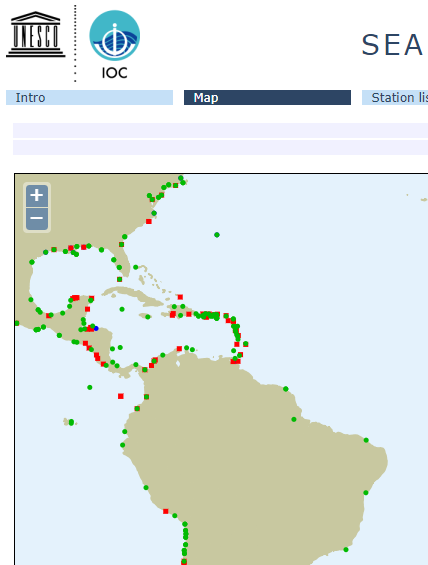 UNESCO
IOC
SEA
Intro
Map
Station lis
+
−